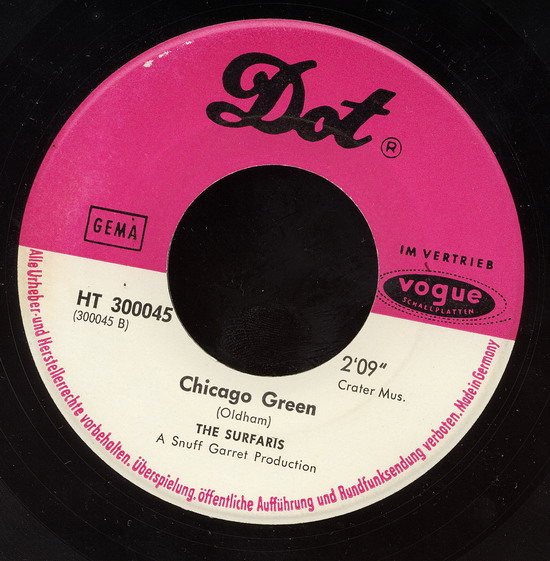 Dot
®
GEMA
IM VERTRIEB
vogue
SCHALLPLATTEN
HT 300045
(300045 B)
2'09"
Crater Mus.
Chicago Green
(Oldham)
THE SURFARIS
A Snuff Garret Production
Alle Urheber-und Herstellerrechte vorbehalten. Überspielung, öffentliche Aufführung und Rundfunksendung verboten. Made in Germany